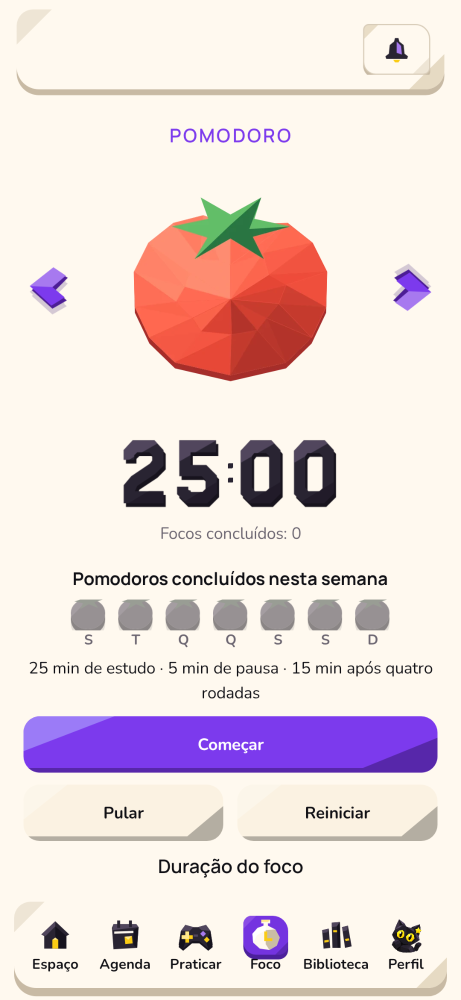 POMODORO
25:00
Focos concluídos: 0
Pomodoros concluídos nesta semana
S T Q Q S S D
25 min de estudo · 5 min de pausa · 15 min após quatro
rodadas
Começar
Pular Reiniciar
Duração do foco
Espaço Agenda Praticar Foco Biblioteca Perfil